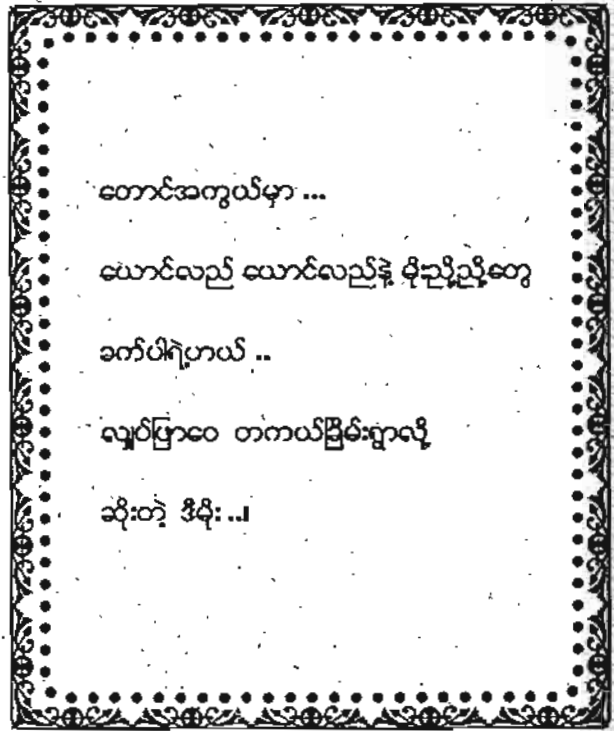 တောင်အကွယ်မှာ ...
ယောင်လည် ယောင်လည်နဲ့ မိုးညို့ညို့တွေ
ခက်ပါရဲ့ဟယ် ..
လျှပ်ပြာဝေ တကယ်ခြိမ်းရွာလို့
ဆိုးတဲ့ ဒီမိုး ..။